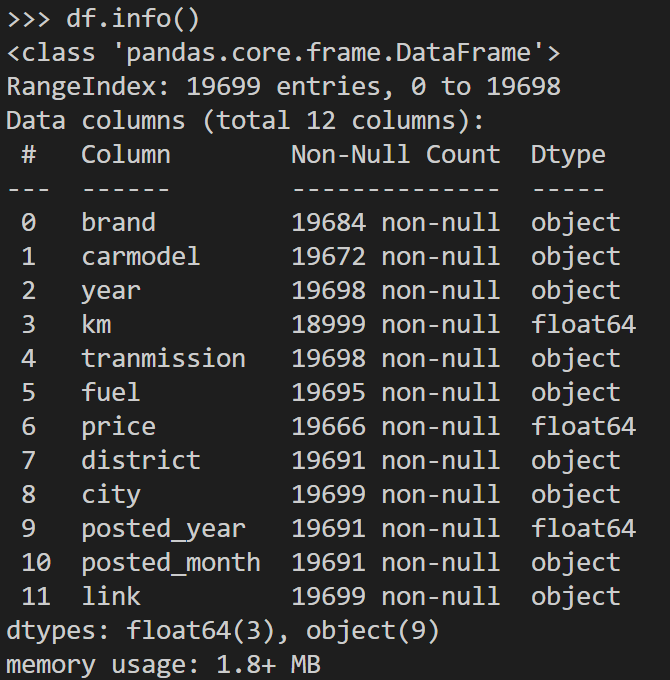 >>> df.info()
<class 'pandas.core.frame.DataFrame'>
RangeIndex: 19699 entries, 0 to 19698
Data columns (total 12 columns):
 #   Column        Non-Null Count  Dtype
---  ------        --------------  -----
 0   brand         19684 non-null  object
 1   carmodel      19672 non-null  object
 2   year          19698 non-null  object
 3   km            18999 non-null  float64
 4   tranmission   19698 non-null  object
 5   fuel          19695 non-null  object
 6   price         19666 non-null  float64
 7   district      19691 non-null  object
 8   city          19699 non-null  object
 9   posted_year   19691 non-null  float64
 10  posted_month  19691 non-null  object
 11  link          19699 non-null  object
dtypes: float64(3), object(9)
memory usage: 1.8+ MB